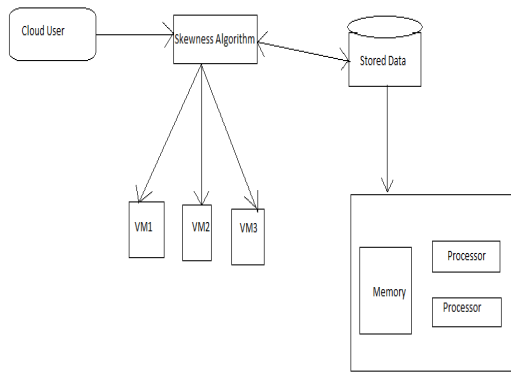 Cloud User
Skewness Algorithm
Stored Data
VM1
VM2
VM3
Memory
Processor
Processor